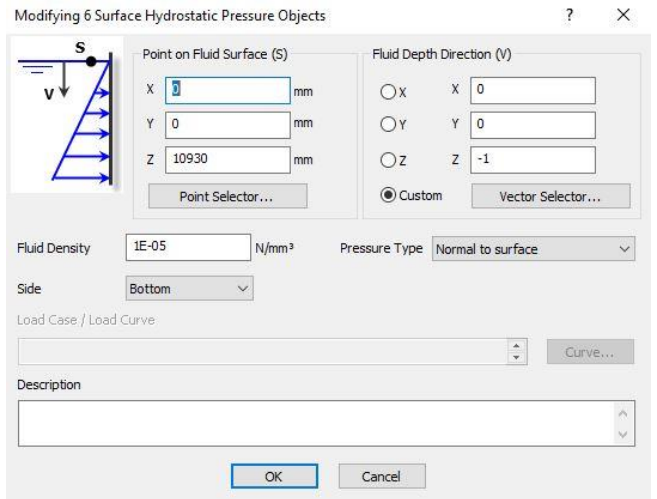 Modifying 6 Surface Hydrostatic Pressure Objects ? ×
S
V
Point on Fluid Surface (S)
X 0 mm
Y 0 mm
Z 10930 mm
Point Selector...
Fluid Depth Direction (V)
X X 0
Y Y 0
Z Z -1
Custom Vector Selector...
Fluid Density 1E-05 N/mm³ Pressure Type Normal to surface
Side Bottom
Load Case / Load Curve
Curve...
Description
OK Cancel